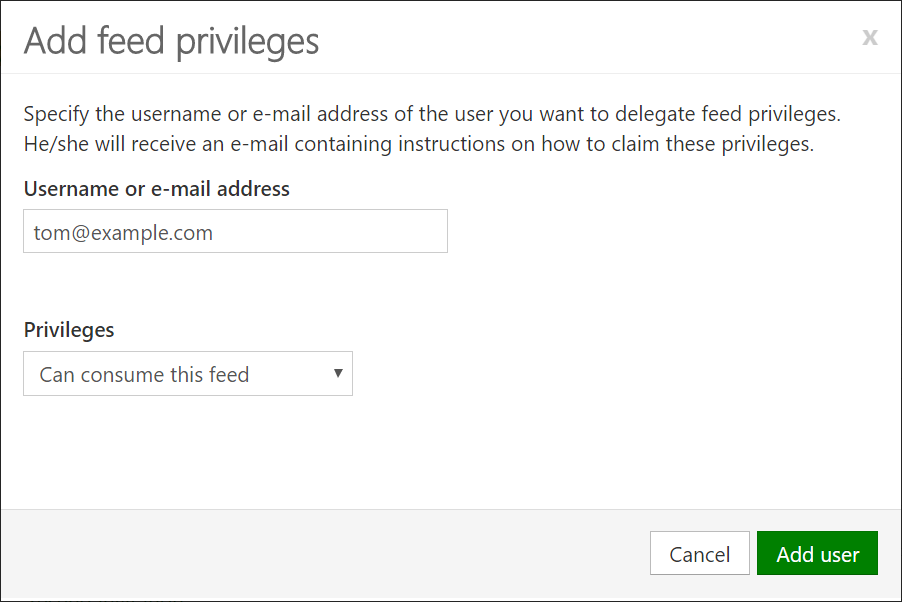 Add feed privileges
x
Specify the username or e-mail address of the user you want to delegate feed privileges.
He/she will receive an e-mail containing instructions on how to claim these privileges.
Username or e-mail address
tom@example.com
Privileges
Can consume this feed
Cancel
Add user